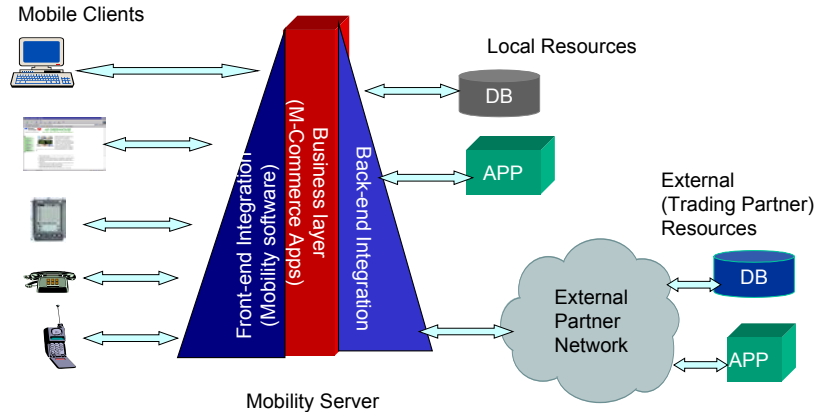 Mobile Clients
Local Resources
DB
APP
Front-end Integration
(Mobility software)
Business layer
(M-Commerce Apps)
Back-end Integration
External
(Trading Partner)
Resources
DB
External
Partner
Network
APP
Mobility Server